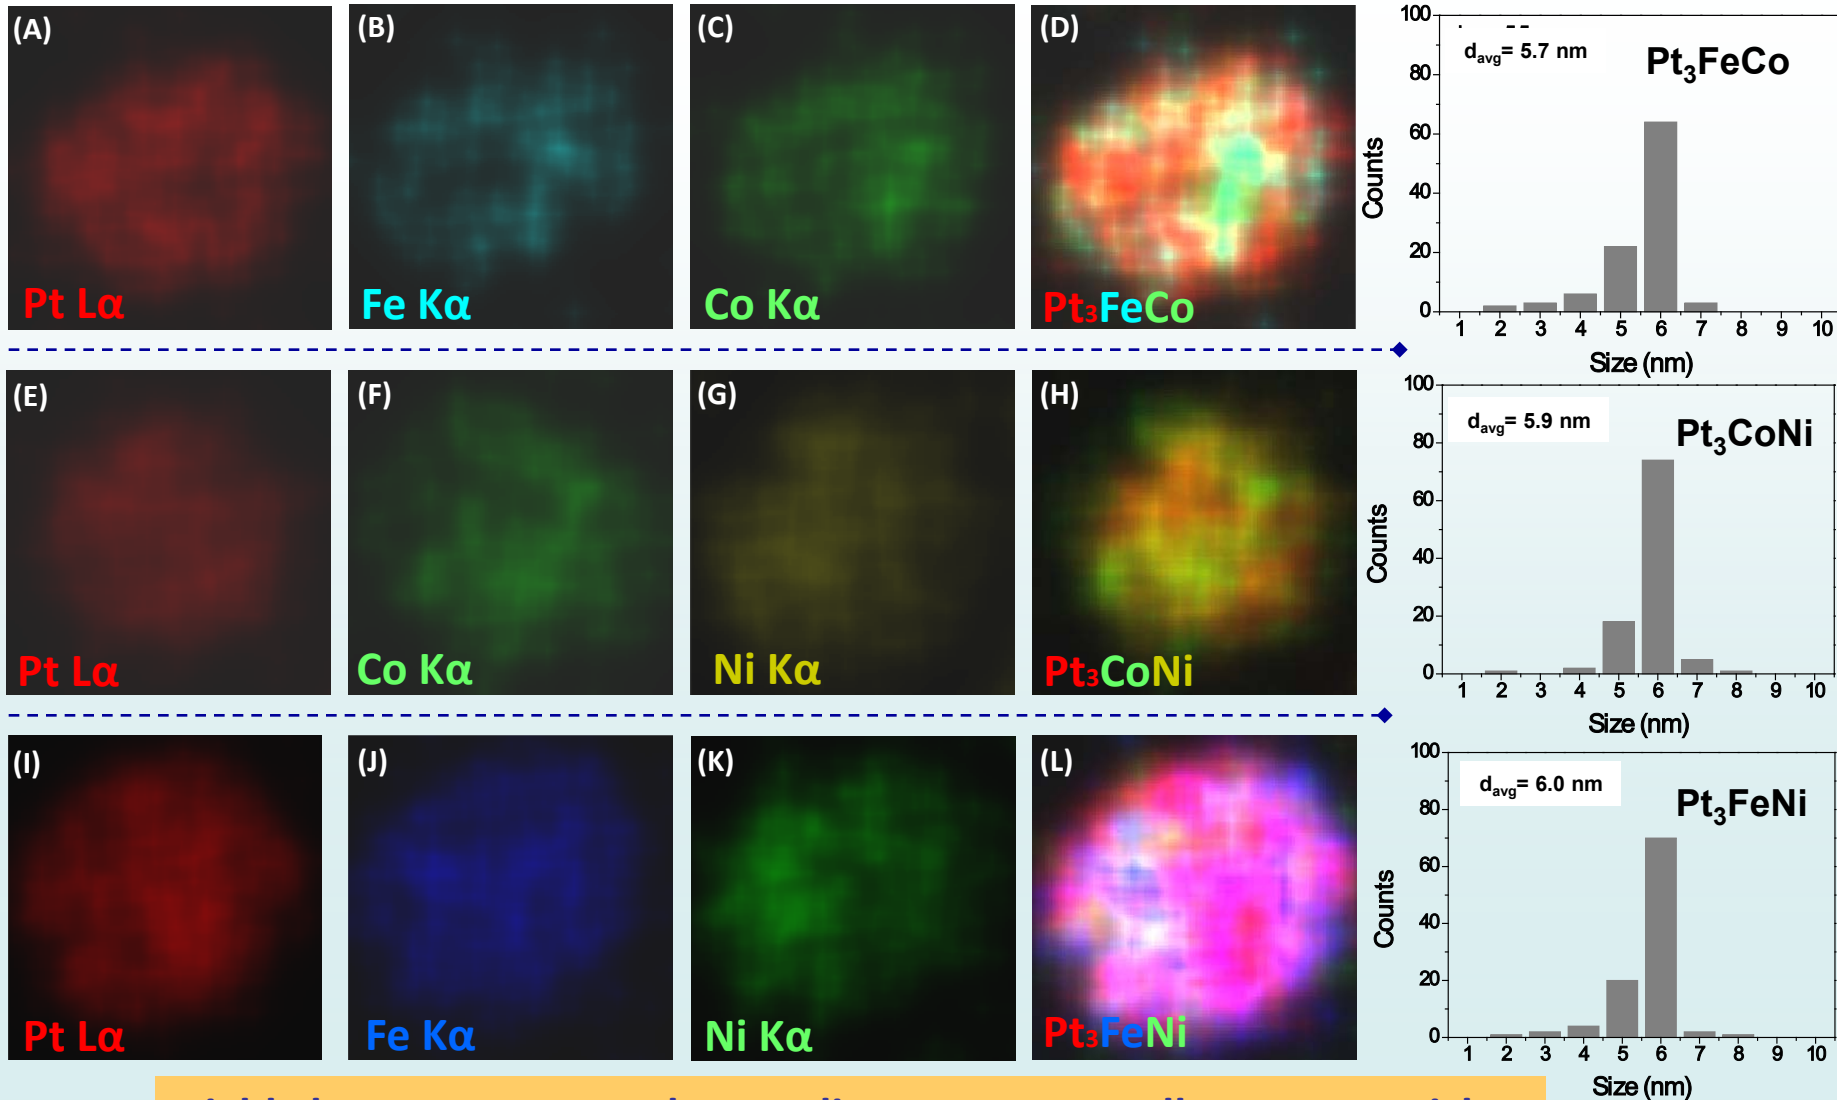 (A)
Pt Lα
(B)
Fe Kα
(C)
Co Kα
(D)
Pt₃FeCo
100
80
60
40
20
0
Counts
d_avg= 5.7 nm
Pt₃FeCo
1 2 3 4 5 6 7 8 9 10
Size (nm)
(E)
Pt Lα
(F)
Co Kα
(G)
Ni Kα
(H)
Pt₃CoNi
100
80
60
40
20
0
Counts
d_avg= 5.9 nm
Pt₃CoNi
1 2 3 4 5 6 7 8 9 10
Size (nm)
(I)
Pt Lα
(J)
Fe Kα
(K)
Ni Kα
(L)
Pt₃FeNi
100
80
60
40
20
0
Counts
d_avg= 6.0 nm
Pt₃FeNi
1 2 3 4 5 6 7 8 9 10
Size (nm)